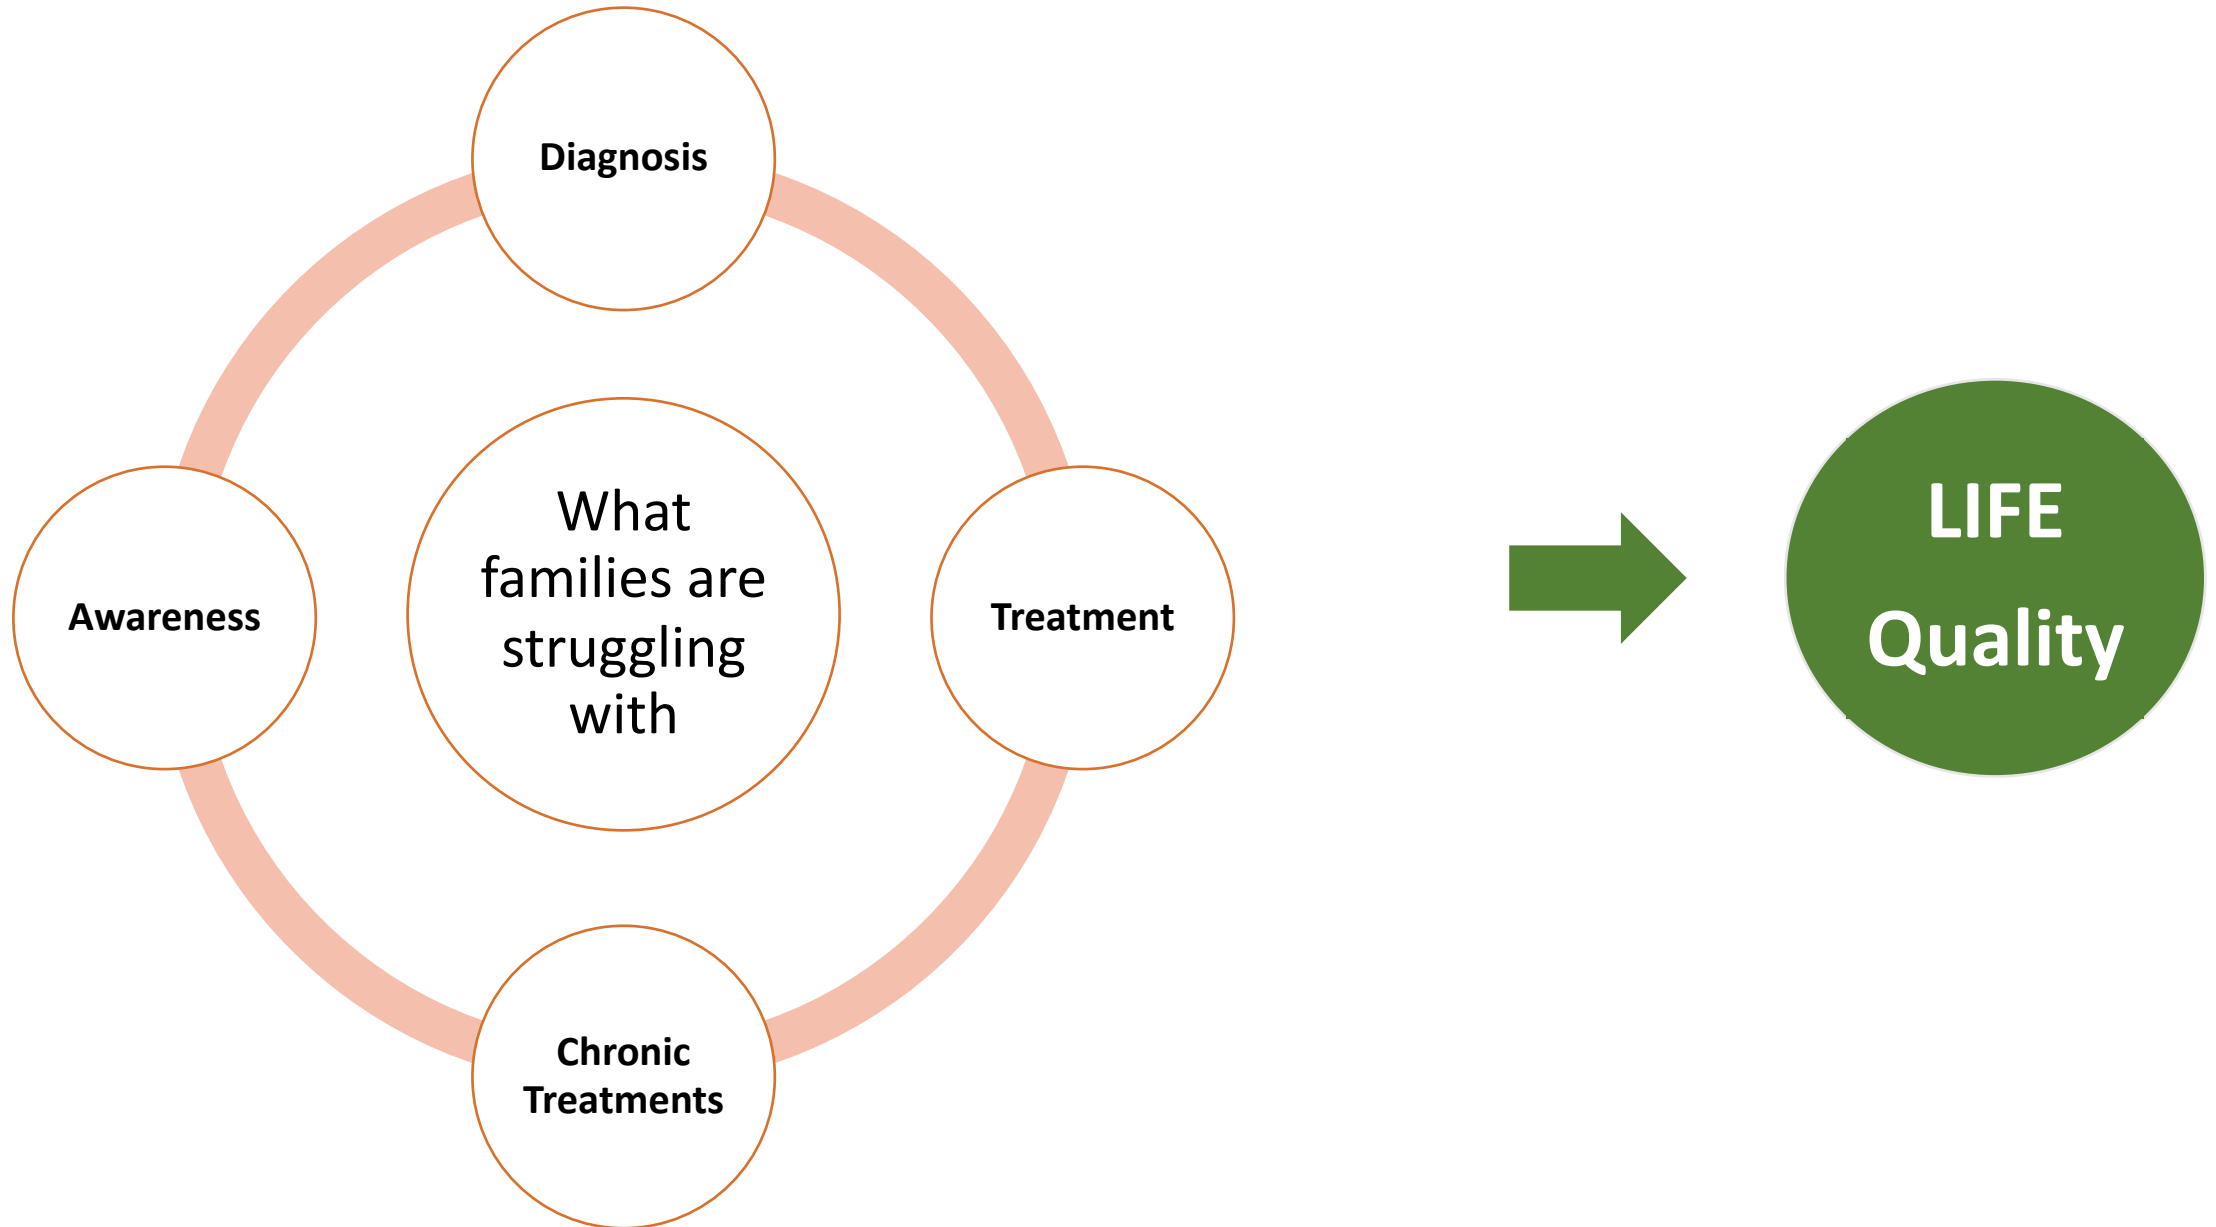 Diagnosis
Awareness
What
families are
struggling
with
Treatment
Chronic
Treatments
LIFE
Quality